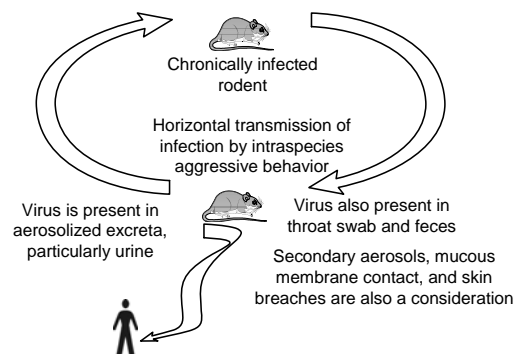 Chronically infected
rodent
Horizontal transmission of
infection by intraspecies
aggressive behavior
Virus is present in
aerosolized excreta,
particularly urine
Virus also present in
throat swab and feces
Secondary aerosols, mucous
membrane contact, and skin
breaches are also a consideration